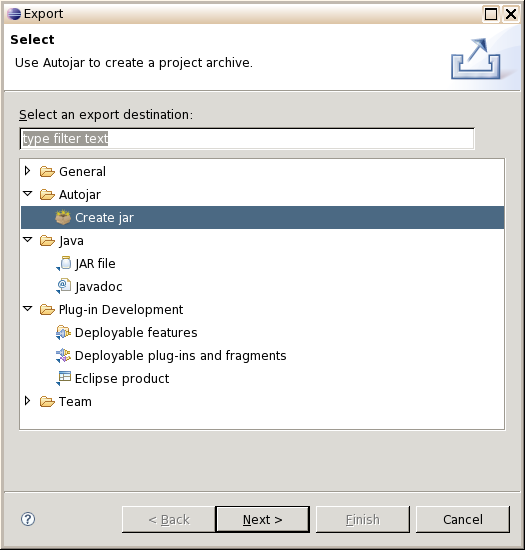 Export
Select
Use Autojar to create a project archive.
Select an export destination:
type filter text
General
Autojar
Create jar
Java
JAR file
Javadoc
Plug-in Development
Deployable features
Deployable plug-ins and fragments
Eclipse product
Team
? < Back Next > Finish Cancel